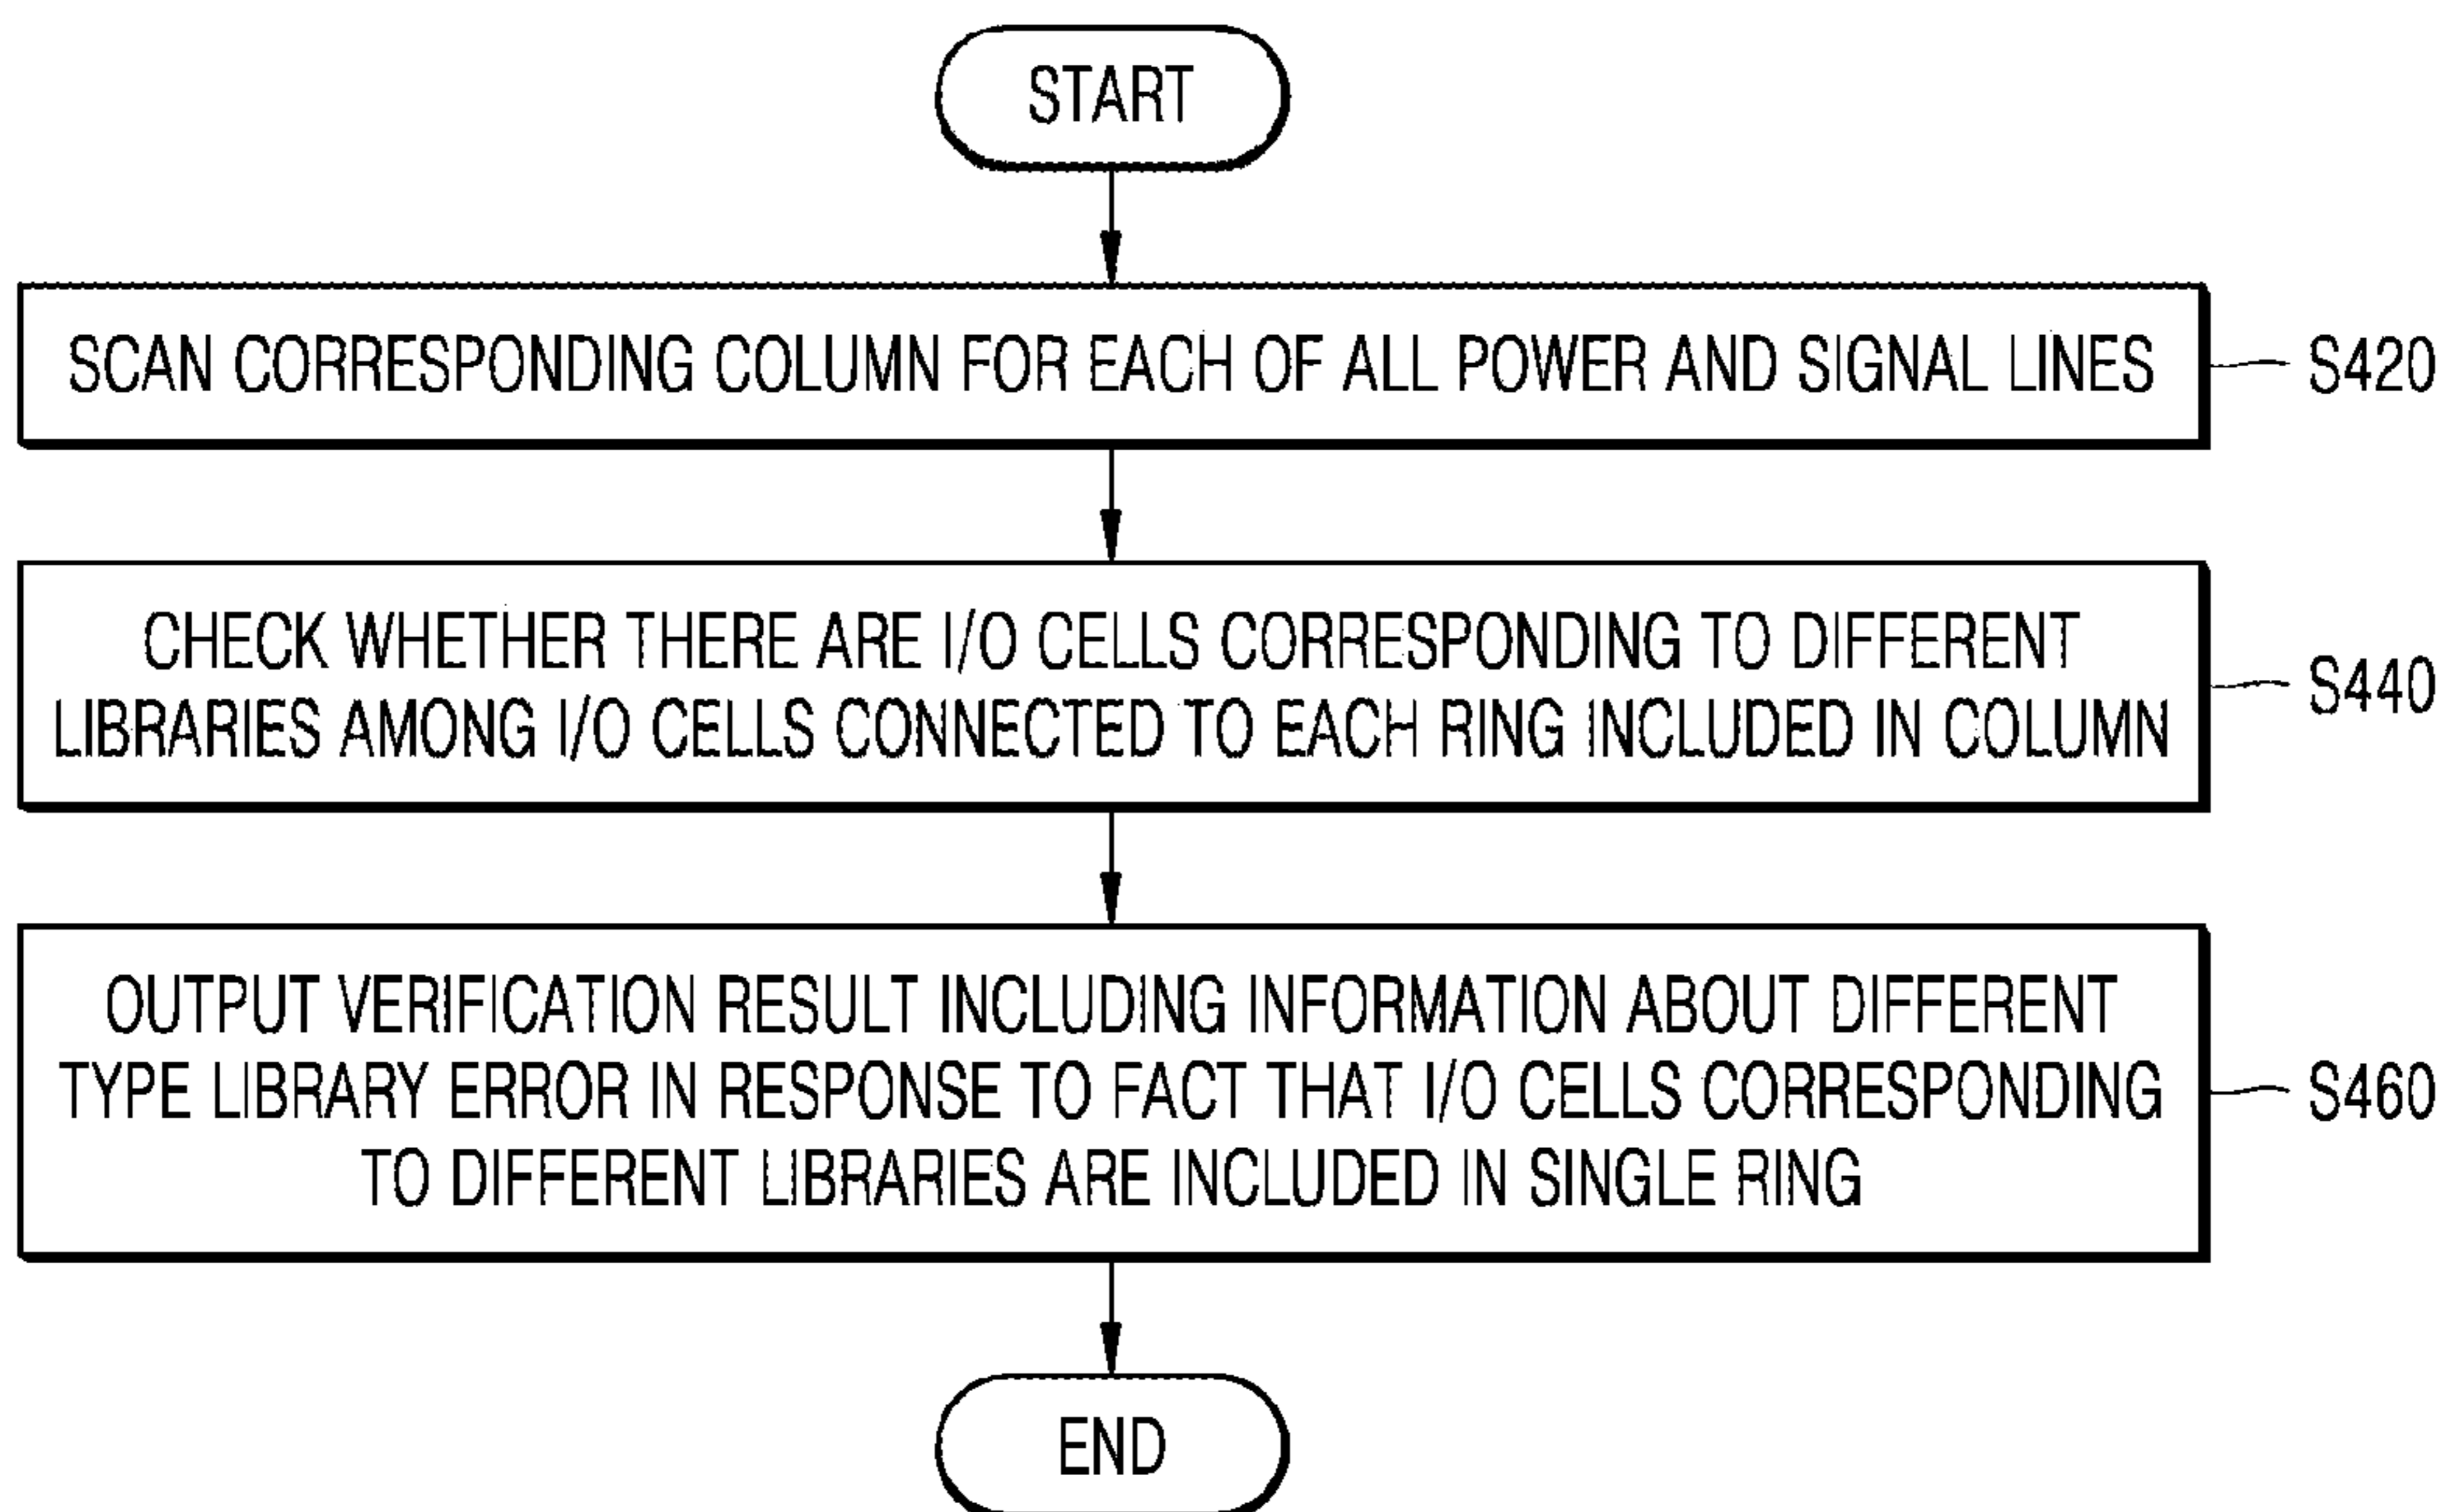 START
SCAN CORRESPONDING COLUMN FOR EACH OF ALL POWER AND SIGNAL LINES
S420
CHECK WHETHER THERE ARE I/O CELLS CORRESPONDING TO DIFFERENT
LIBRARIES AMONG I/O CELLS CONNECTED TO EACH RING INCLUDED IN COLUMN
S440
OUTPUT VERIFICATION RESULT INCLUDING INFORMATION ABOUT DIFFERENT
TYPE LIBRARY ERROR IN RESPONSE TO FACT THAT I/O CELLS CORRESPONDING
TO DIFFERENT LIBRARIES ARE INCLUDED IN SINGLE RING
S460
END